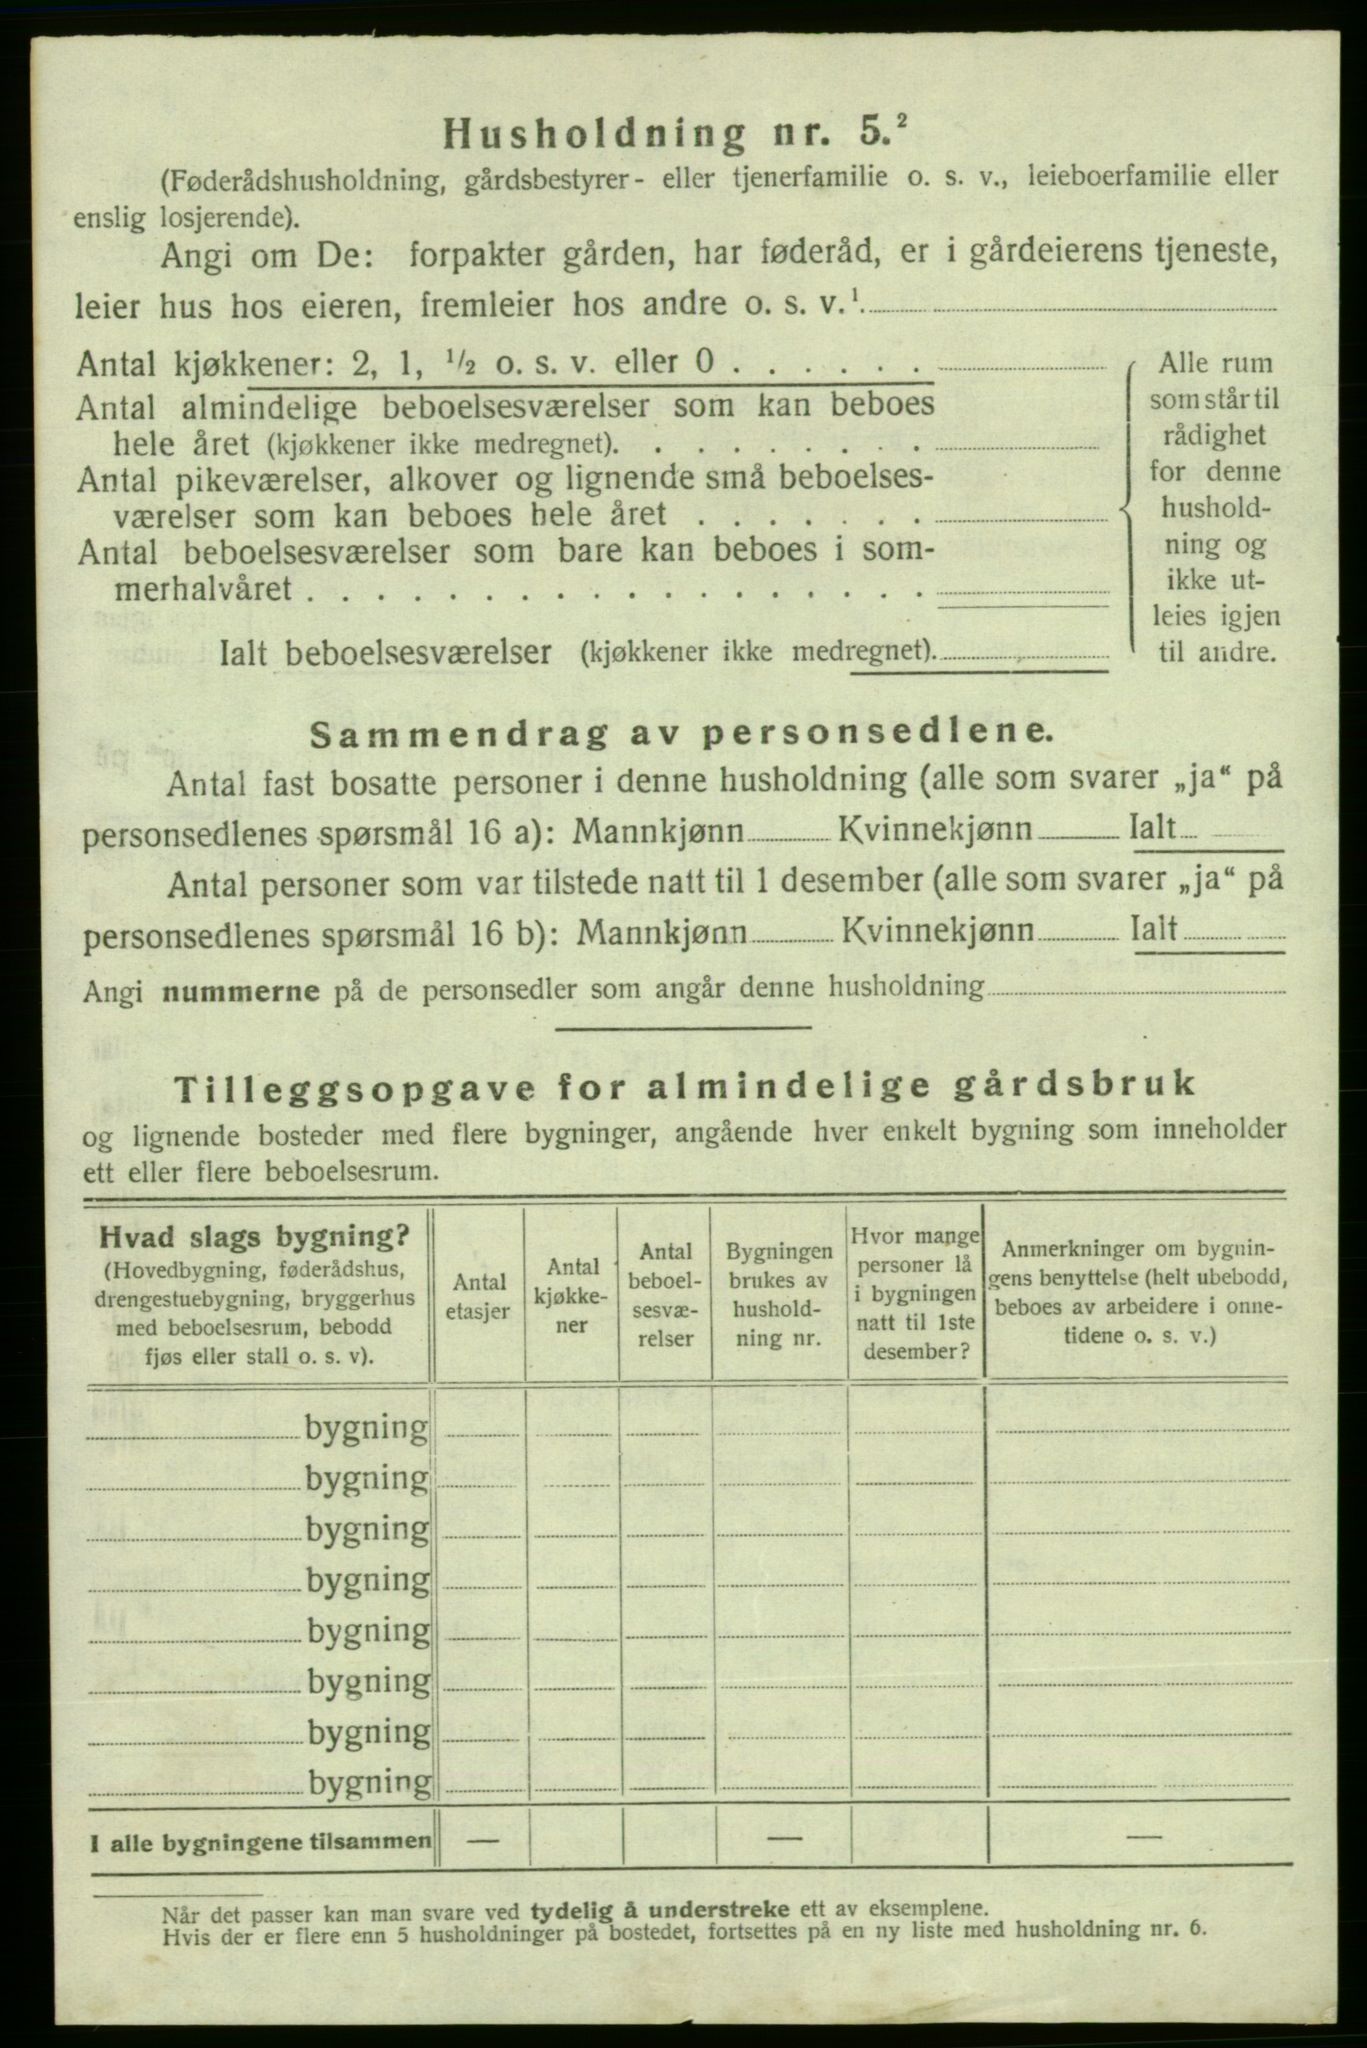 Husholdning nr. 5.²
(Føderådshusholdning, gårdsbestyrer- eller tjenerfamilie o. s. v., leieboerfamilie eller
enslig losjerende).
Angi om De: forpakter gården, har føderåd, er i gårdeierens tjeneste,
leier hus hos eieren, fremleier hos andre o. s. v.¹.
Antal kjøkkener: 2, 1, ½ o. s. v. eller 0 . . . . . .
Antal almindelige beboelsesværelser som kan beboes
hele året (kjøkkener ikke medregnet). . . . . . . . .
Antal pikeværelser, alkover og lignende små beboelses-
værelser som kan beboes hele året . . . . . . .
Antal beboelsesværelser som bare kan beboes i som-
merhalvåret . . . . . . . . . . . . . . . . .
Ialt beboelsesværelser (kjøkkener ikke medregnet).
Alle rum
som står til
rådighet
for denne
hushold-
ning og
ikke ut-
leies igjen
til andre.
Sammendrag av personsedlene.
Antal fast bosatte personer i denne husholdning (alle som svarer „ja“ på
personsedlenes spørsmål 16 a): Mannkjønn Kvinnekjønn Ialt
Antal personer som var tilstede natt til 1 desember (alle som svarer „ja“ på
personsedlenes spørsmål 16 b): Mannkjønn Kvinnekjønn Ialt
Angi nummerne på de personsedler som angår denne husholdning
Tilleggsopgave for almindelige gårdsbruk
og lignende bosteder med flere bygninger, angående hver enkelt bygning som inneholder
ett eller flere beboelsesrum.
Hvad slags bygning?
(Hovedbygning, føderådshus,
drengestuebygning, bryggerhus
med beboelsesrum, bebodd
fjøs eller stall o. s. v).
Antal
etasjer
Antal
kjøkke-
ner
Antal
beboel-
sesvæ-
relser
Bygningen
brukes av
hushold-
ning nr.
Hvor mange
personer lå
i bygningen
natt til 1ste
desember?
Anmerkninger om bygnin-
gens benyttelse (helt ubebodd,
beboes av arbeidere i onne-
tidene o. s. v.)
bygning
bygning
bygning
bygning
bygning
bygning
bygning
bygning
I alle bygningene tilsammen — — —
Når det passer kan man svare ved tydelig å understreke ett av eksemplene.
Hvis der er flere enn 5 husholdninger på bostedet, fortsettes på en ny liste med husholdning nr. 6.